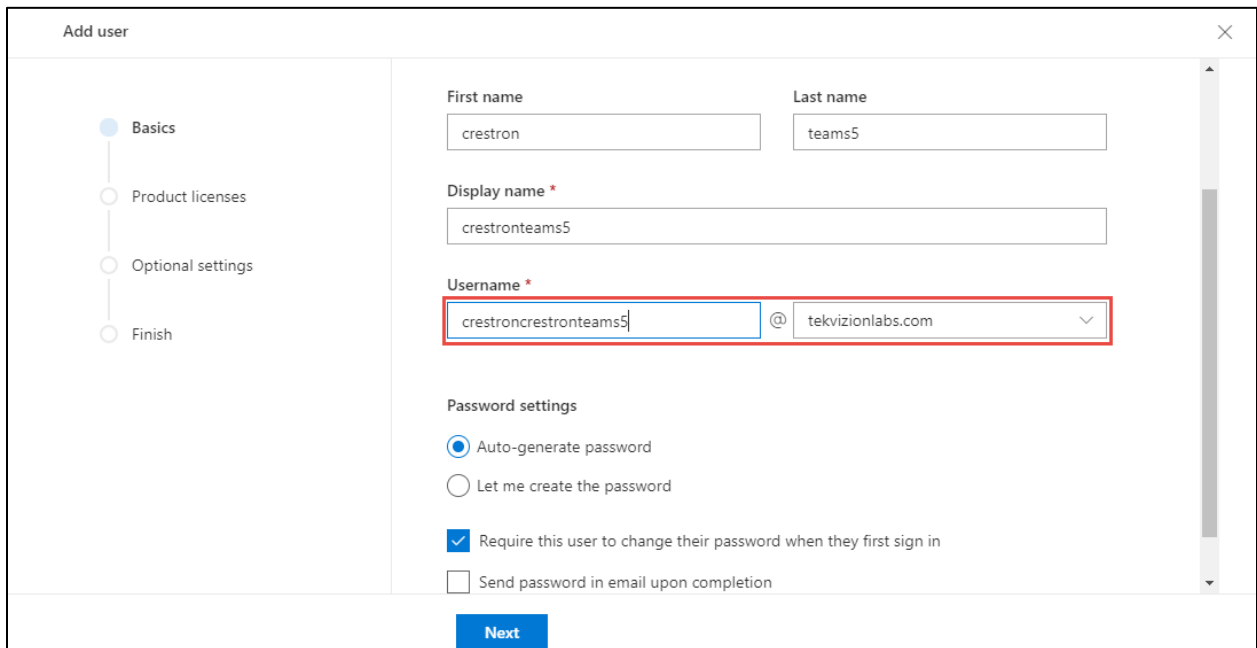 Add user
Basics
Product licenses
Optional settings
Finish
First name Last name
crestron teams5
Display name *
crestronteams5
Username *
crestroncrestronteams5 @ tekvizionlabs.com
Password settings
Auto-generate password
Let me create the password
Require this user to change their password when they first sign in
Send password in email upon completion
Next